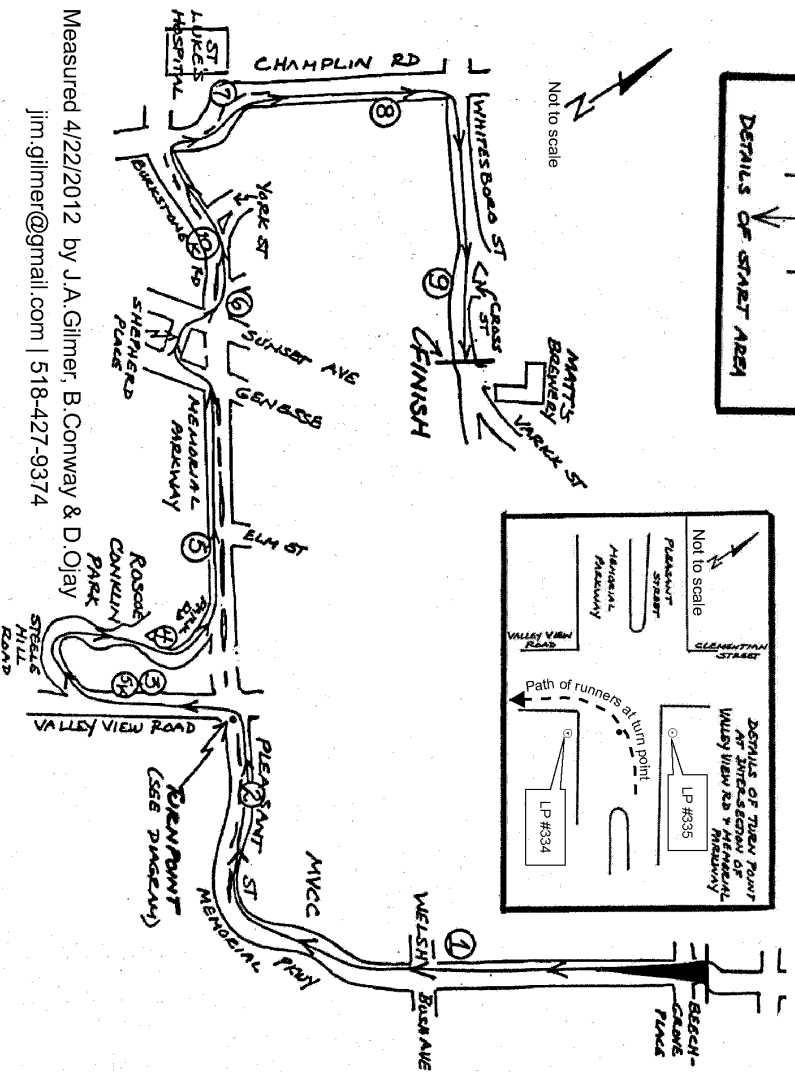 DETAILS OF START AREA
Not to scale
N
CHAMPLIN RD
ST
LUKE'S
HOSPITAL
7
8
WHITESBORO ST
CROSS
ST
9
FINISH
MATT'S
BREWERY
VARICK ST
BURRSTONE RD
YORK ST
10K
6
SUNSET AVE
SHEPHERD
PLACE
GENESSE
MEMORIAL
PARKWAY
5
ELM ST
ROSCOE
CONKLIN
PARK
PARK
RD
4
3
5K
STEELE
HILL
ROAD
VALLEY VIEW ROAD
TURN POINT
(SEE DIAGRAM)
PLEASANT ST
2
MEMORIAL PKWY
MVCC
WELSH BUSH AVE
1
BEECH-
GROVE
PLACE
Not to scale
N
PLEASANT
STREET
MEMORIAL
PARKWAY
VALLEY VIEW
ROAD
CLEMENTIAN
STREET
Path of runners at turn point
LP #334
LP #335
DETAILS OF TURN POINT
AT INTERSECTION OF
VALLEY VIEW RD & MEMORIAL
PARKWAY
Measured 4/22/2012 by J.A.Gilmer, B.Conway & D.Ojay
jim.gilmer@gmail.com | 518-427-9374